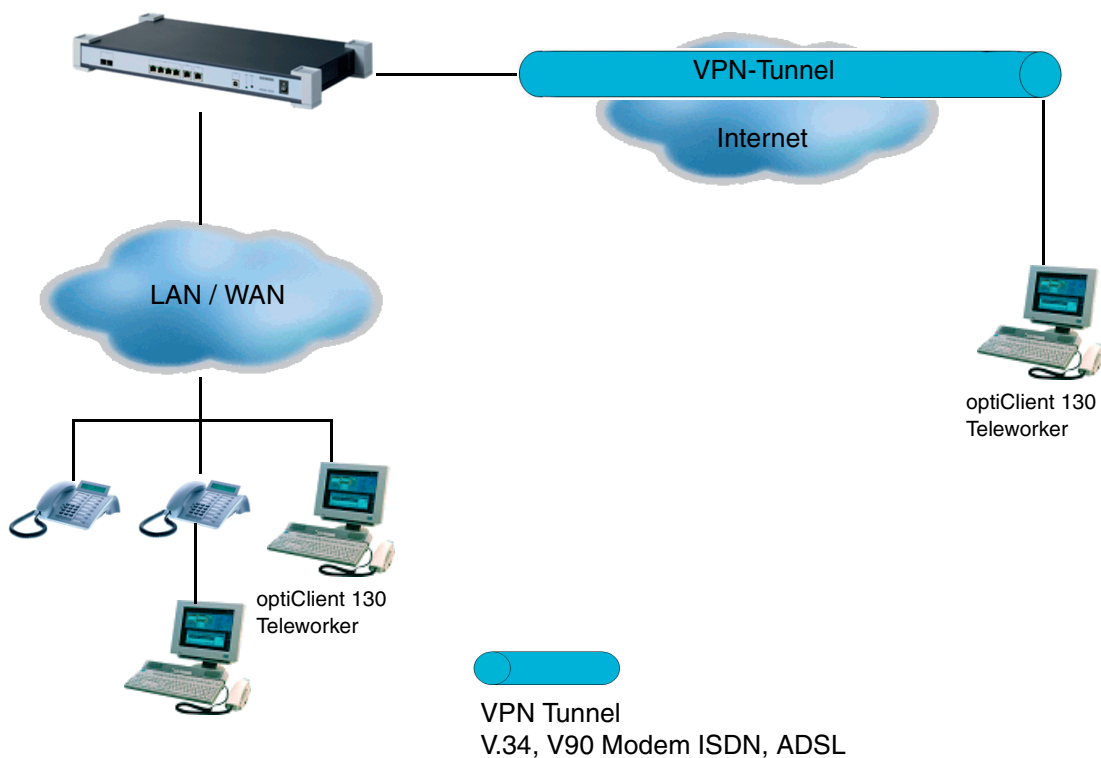 VPN-Tunnel
Internet
LAN / WAN
optiClient 130
Teleworker
optiClient 130
Teleworker
VPN Tunnel
V.34, V90 Modem ISDN, ADSL